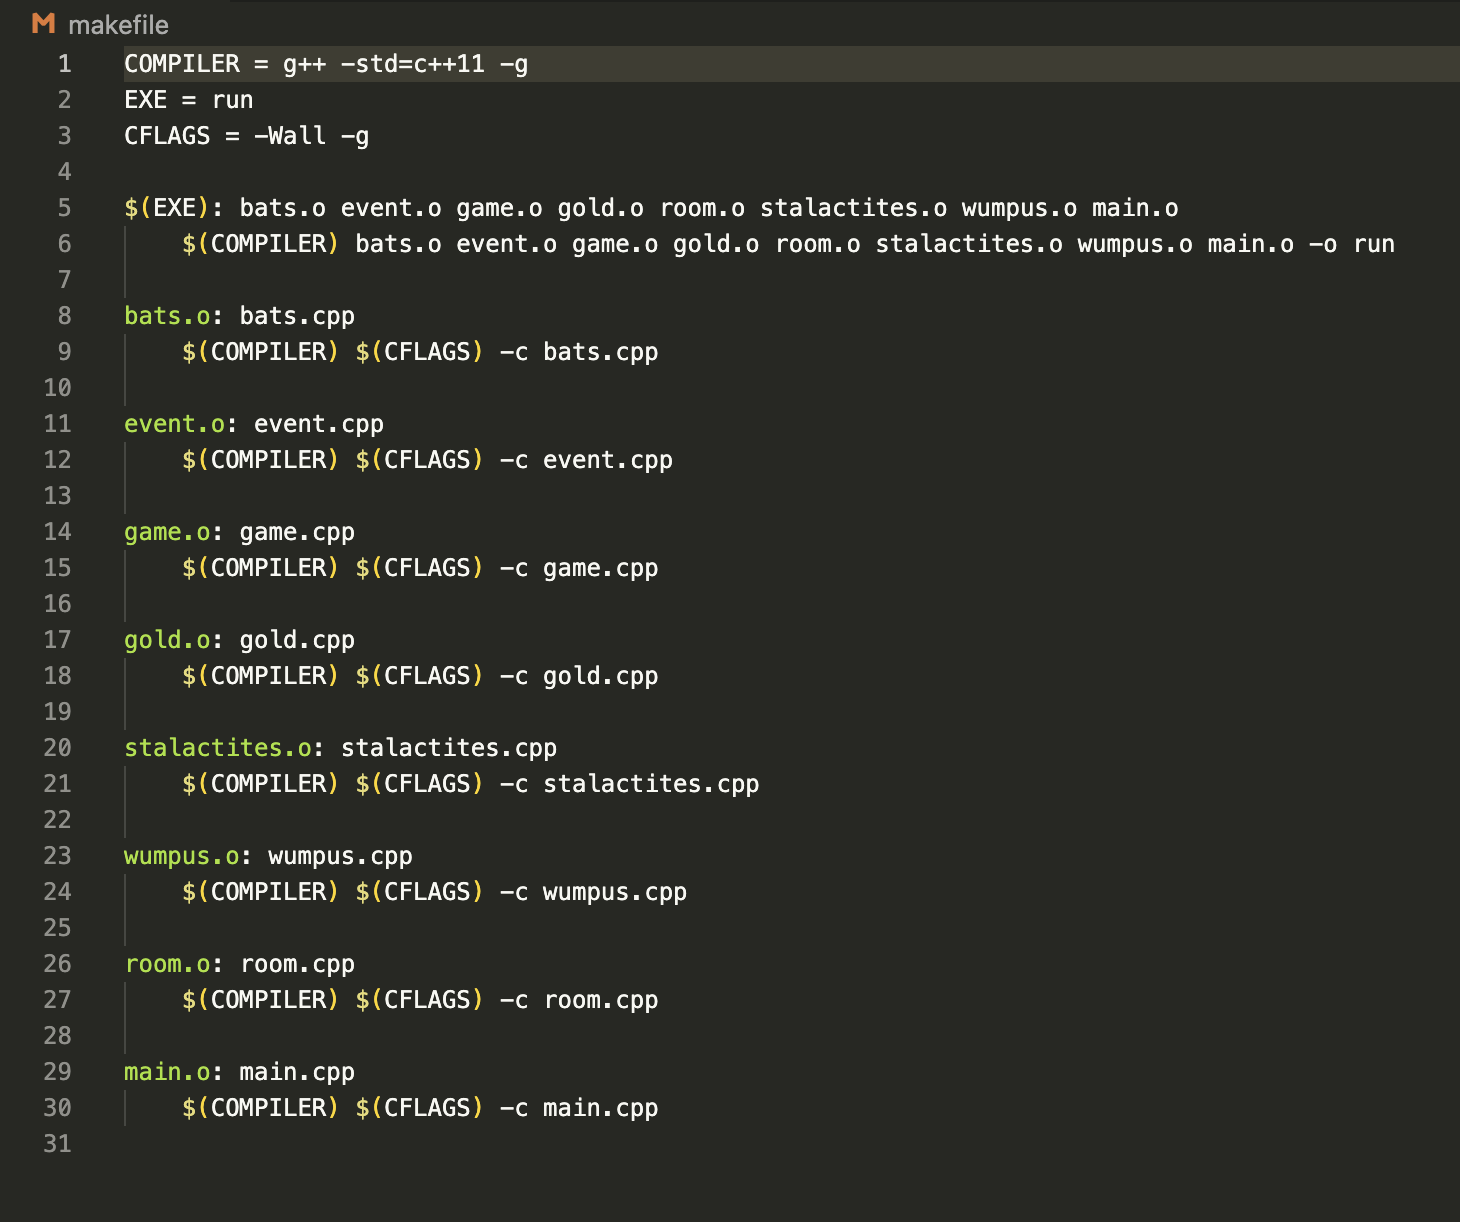 M makefile
1 COMPILER = g++ -std=c++11 -g
2 EXE = run
3 CFLAGS = -Wall -g
4
5 $(EXE): bats.o event.o game.o gold.o room.o stalactites.o wumpus.o main.o
6     $(COMPILER) bats.o event.o game.o gold.o room.o stalactites.o wumpus.o main.o -o run
7
8 bats.o: bats.cpp
9     $(COMPILER) $(CFLAGS) -c bats.cpp
10
11 event.o: event.cpp
12     $(COMPILER) $(CFLAGS) -c event.cpp
13
14 game.o: game.cpp
15     $(COMPILER) $(CFLAGS) -c game.cpp
16
17 gold.o: gold.cpp
18     $(COMPILER) $(CFLAGS) -c gold.cpp
19
20 stalactites.o: stalactites.cpp
21     $(COMPILER) $(CFLAGS) -c stalactites.cpp
22
23 wumpus.o: wumpus.cpp
24     $(COMPILER) $(CFLAGS) -c wumpus.cpp
25
26 room.o: room.cpp
27     $(COMPILER) $(CFLAGS) -c room.cpp
28
29 main.o: main.cpp
30     $(COMPILER) $(CFLAGS) -c main.cpp
31